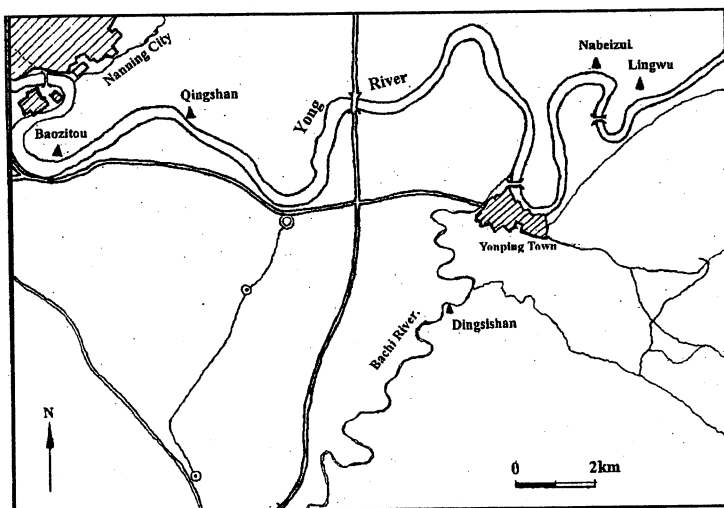 Nanning City
Qingshan
Baozitou
Yong
River
Nabeizui.
Lingwu
Yonping Town
Dingsishan
Bachi River.
N
0 2km